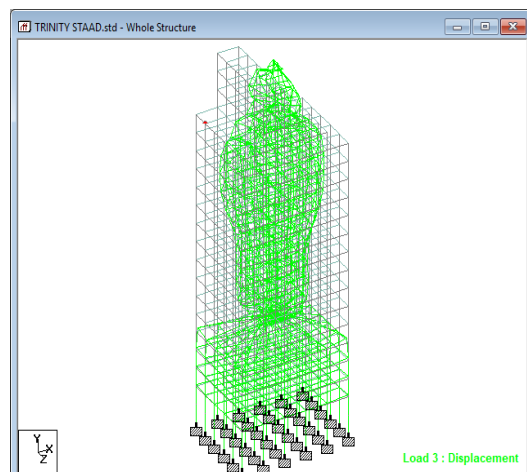 TRINITY STAAD.std - Whole Structure
Y
X
Z
Load 3 : Displacement